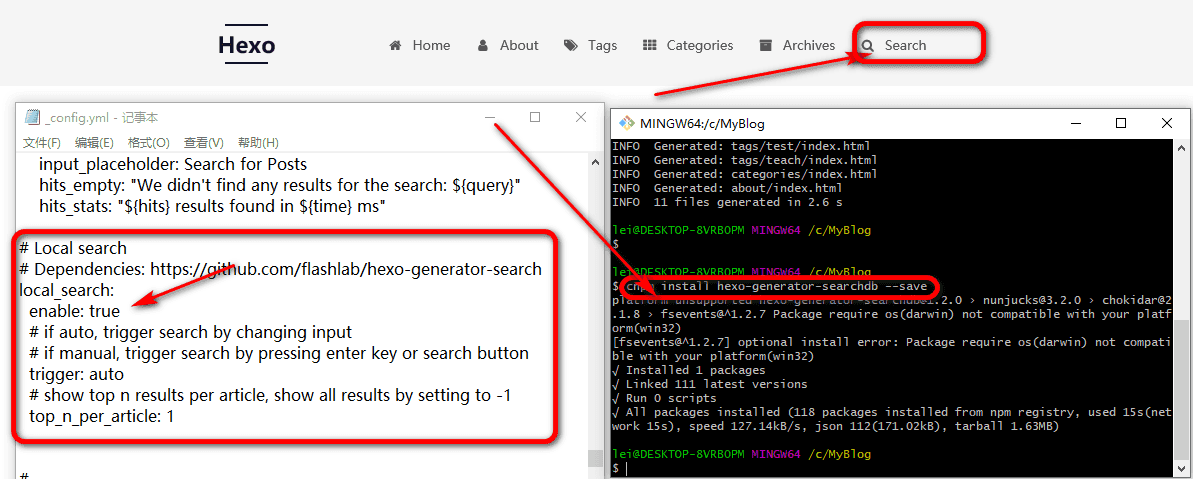 Hexo
Home
About
Tags
Categories
Archives
Search
_config.yml - 记事本
文件(F) 编辑(E) 格式(O) 查看(V) 帮助(H)
input_placeholder: Search for Posts
hits_empty: "We didn't find any results for the search: ${query}"
hits_stats: "${hits} results found in ${time} ms"
# Local search
# Dependencies: https://github.com/flashlab/hexo-generator-search
local_search:
enable: true
# if auto, trigger search by changing input
# if manual, trigger search by pressing enter key or search button
trigger: auto
# show top n results per article, show all results by setting to -1
top_n_per_article: 1
#
MINGW64:/c/MyBlog
INFO  Generated: tags/test/index.html
INFO  Generated: tags/teach/index.html
INFO  Generated: categories/index.html
INFO  Generated: about/index.html
INFO  11 files generated in 2.6 s
lei@DESKTOP-8VRBOPM MINGW64 /c/MyBlog
$
lei@DESKTOP-8VRBOPM MINGW64 /c/MyBlog
$ cnpm install hexo-generator-searchdb --save
platform unsupported hexo-generator-searchdb@1.2.0 › nunjucks@3.2.0 › chokidar@2
.1.8 › fsevents@^1.2.7 Package require os(darwin) not compatible with your platf
orm(win32)
[fsevents@^1.2.7] optional install error: Package require os(darwin) not compati
ble with your platform(win32)
√ Installed 1 packages
√ Linked 111 latest versions
√ Run 0 scripts
√ All packages installed (118 packages installed from npm registry, used 15s(net
work 15s), speed 127.14kB/s, json 112(171.02kB), tarball 1.63MB)
lei@DESKTOP-8VRBOPM MINGW64 /c/MyBlog
$